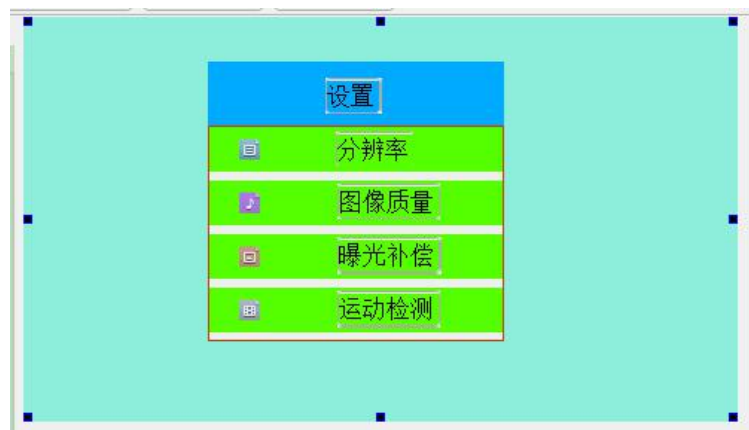 设置
分辨率
图像质量
曝光补偿
运动检测